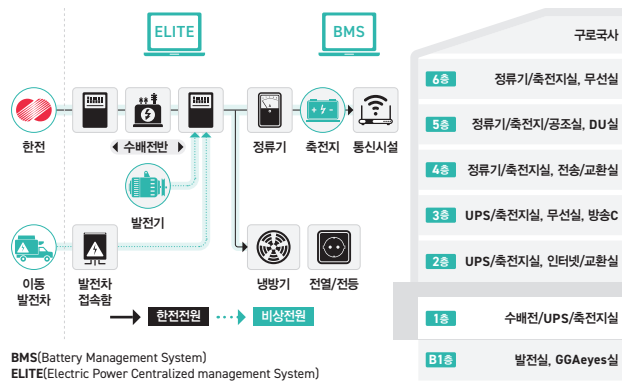 ELITE
BMS
한전
수배전반
정류기
축전지
통신시설
발전기
이동
발전차
발전차
접속함
냉방기
전열/전등
한전전원
비상전원
BMS(Battery Management System)
ELITE(Electric Power Centralized management System)
구로국사
6층 정류기/축전지실, 무선실
5층 정류기/축전지/공조실, DU실
4층 정류기/축전지실, 전송/교환실
3층 UPS/축전지실, 무선실, 방송C
2층 UPS/축전지실, 인터넷/교환실
1층 수배전/UPS/축전지실
B1층 발전실, GGAeyes실